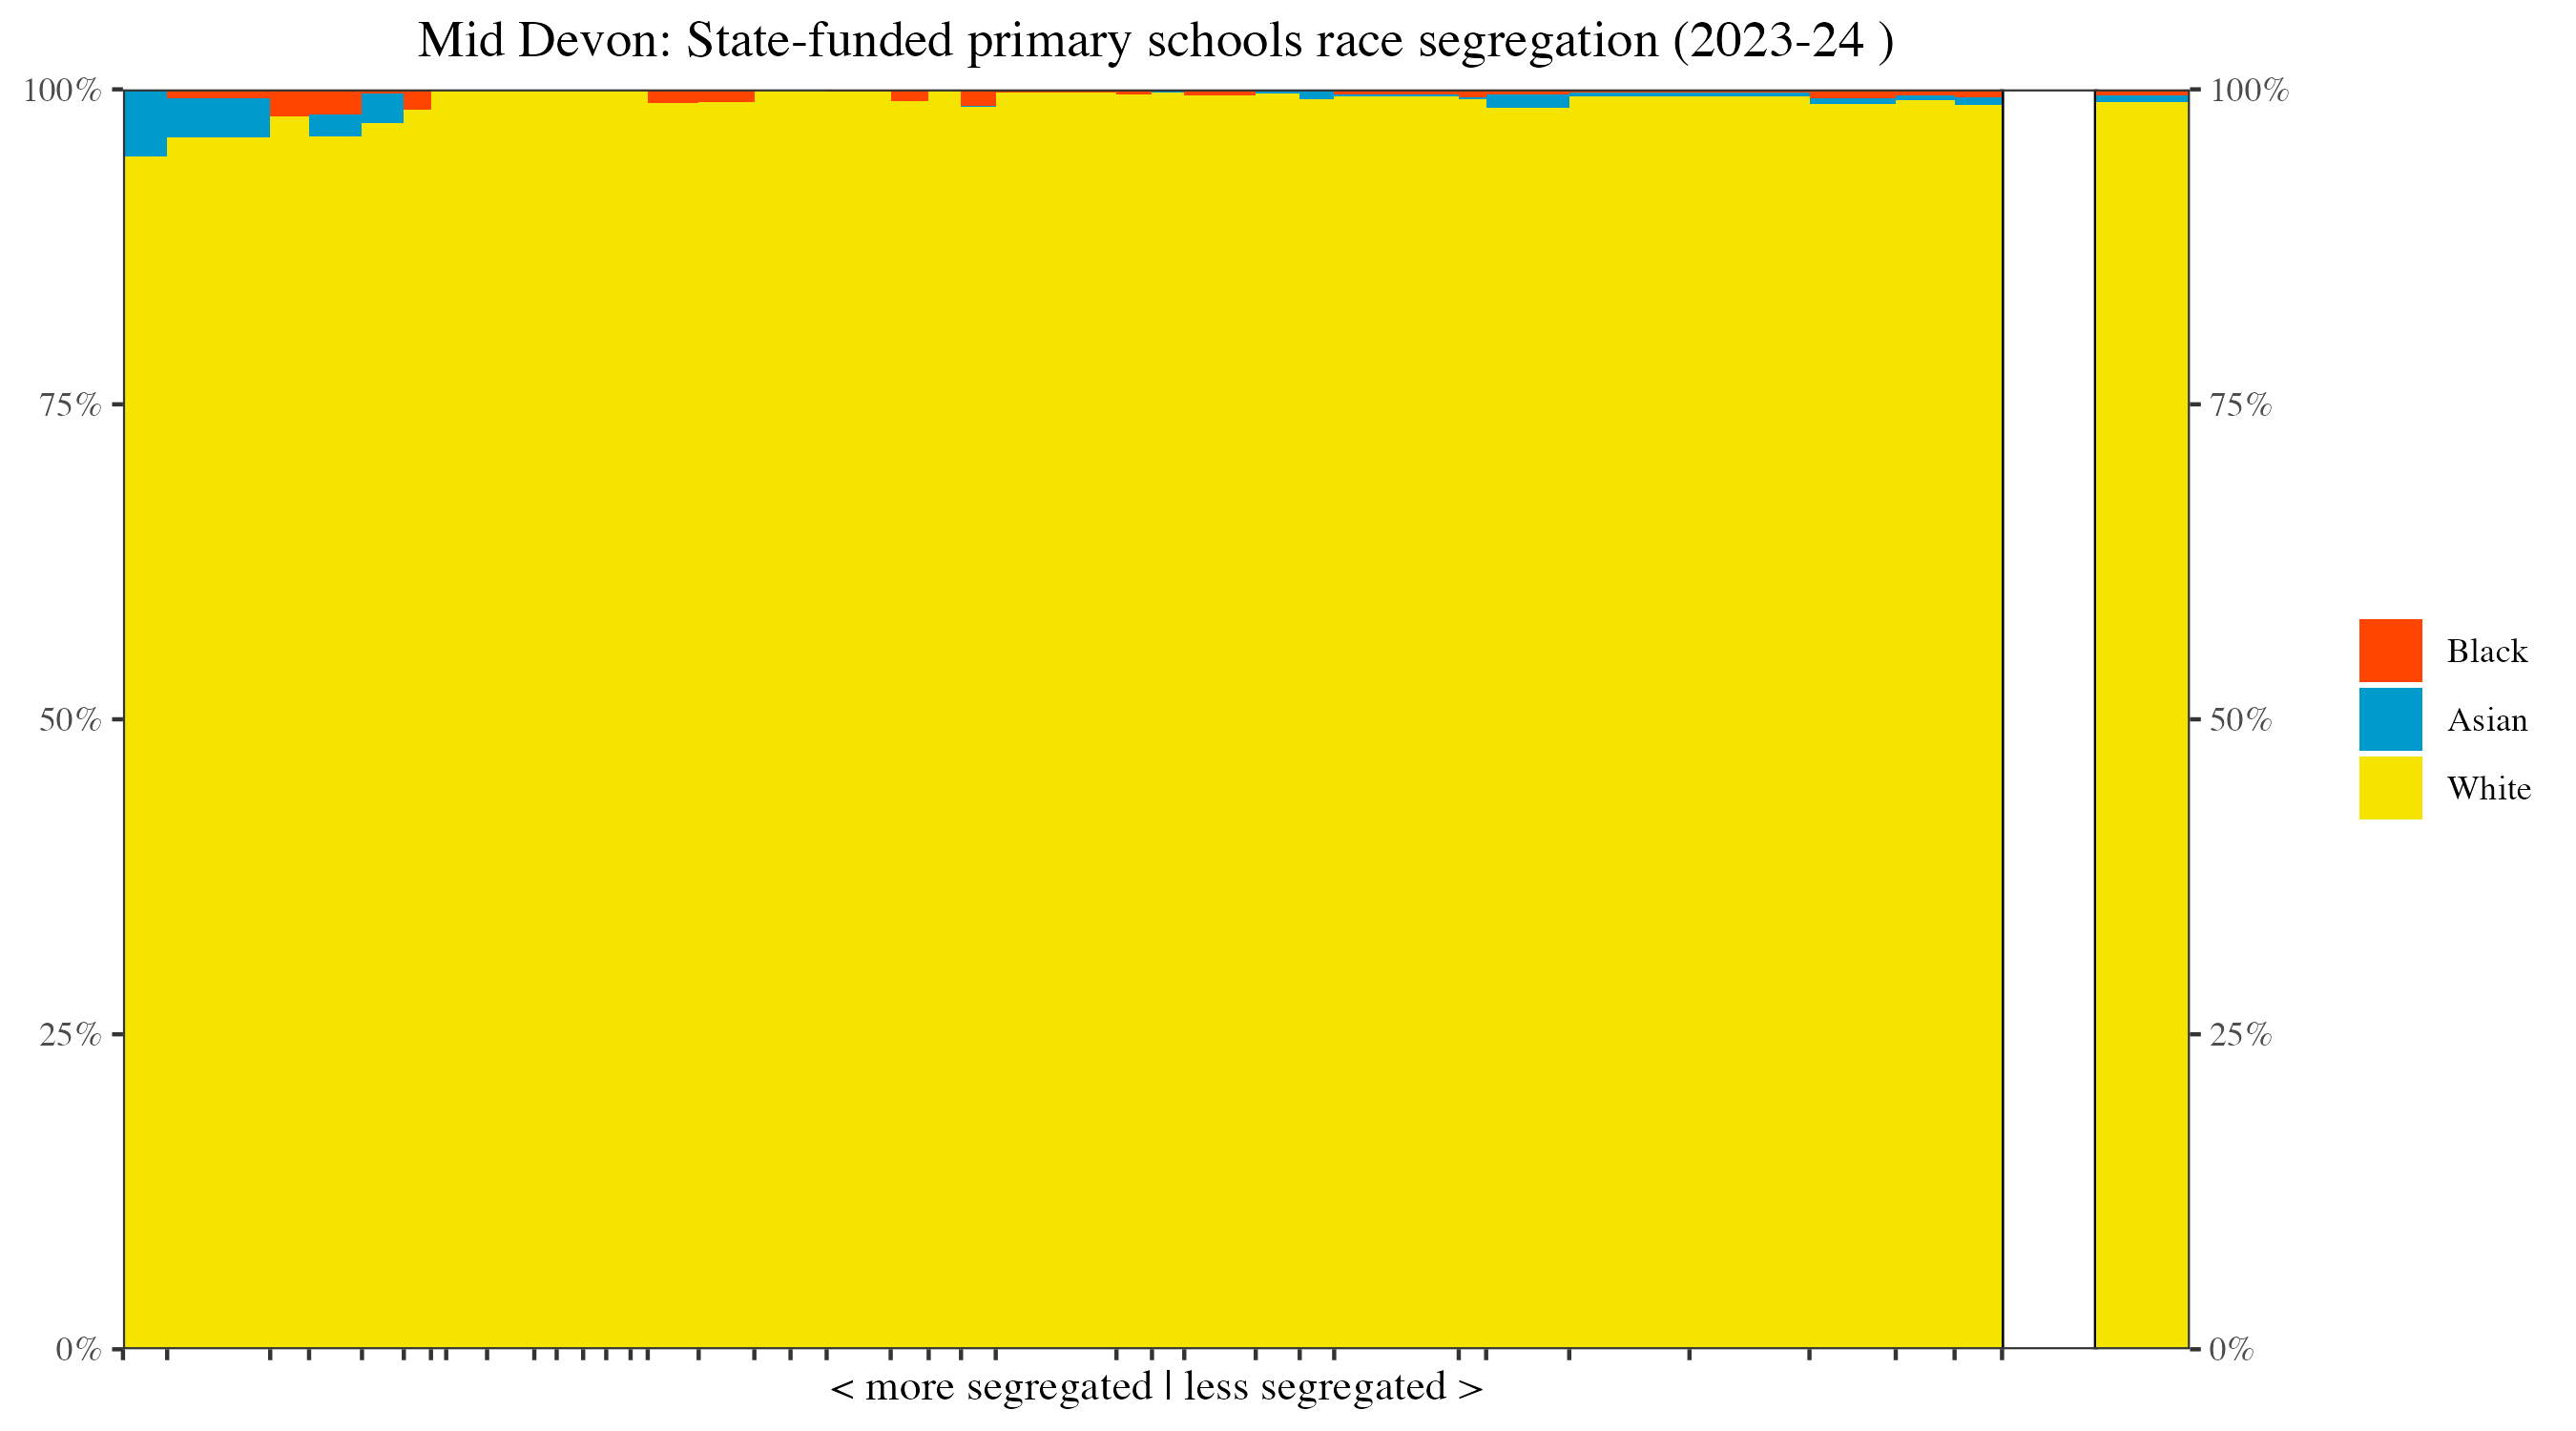 Mid Devon: State-funded primary schools race segregation (2023-24 )
100%
75%
50%
25%
0%
100%
75%
50%
25%
0%
Black
Asian
White
< more segregated | less segregated >